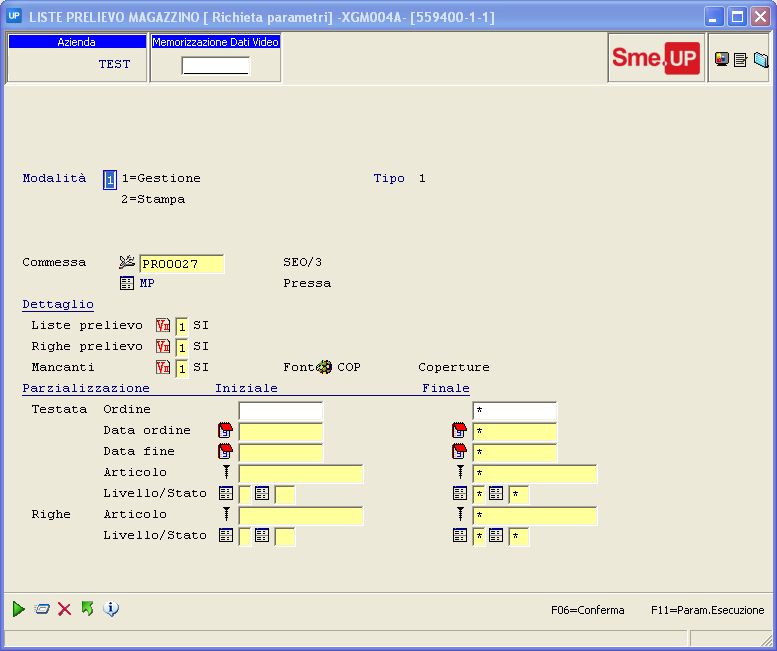 UP LISTE PRELIEVO MAGAZZINO [ Richieta parametri] -XGM004A- [559400-1-1]
Azienda Memorizzazione Dati Video
TEST
Sme.UP
Modalità 1 1=Gestione Tipo 1
2=Stampa
Commessa PR00027 SEO/3
MP Pressa
Dettaglio
Liste prelievo 1 SI
Righe prelievo 1 SI
Mancanti 1 SI Font COP Coperture
Parzializzazione Iniziale Finale
Testata Ordine *
Data ordine *
Data fine *
Articolo *
Livello/Stato * *
Righe Articolo *
Livello/Stato * *
F06=Conferma F11=Param.Esecuzione